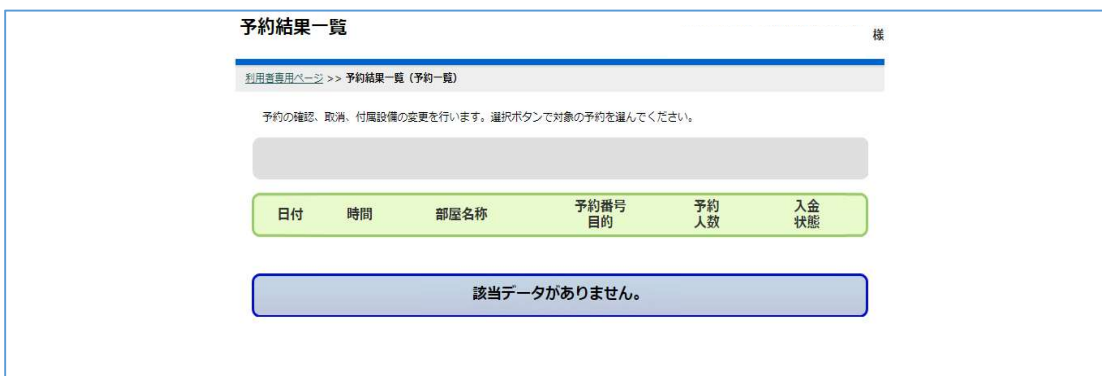 予約結果一覧
様
利用者専用ページ >> 予約結果一覧（予約一覧）
予約の確認、取消、付属設備の変更を行います。選択ボタンで対象の予約を選んでください。
日付 時間 部屋名称 予約番号 予約 入金
目的 人数 状態
該当データがありません。